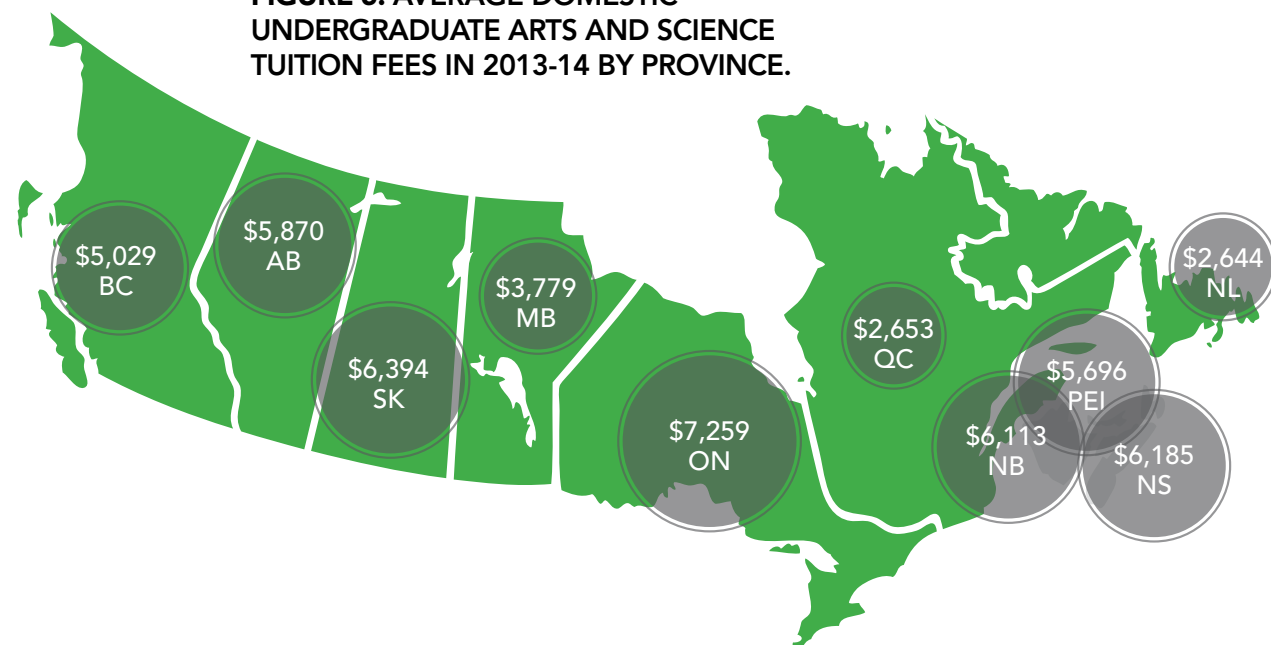 AVERAGE DOMESTIC
UNDERGRADUATE ARTS AND SCIENCE
TUITION FEES IN 2013-14 BY PROVINCE.
$5,029
BC
$5,870
AB
$6,394
SK
$3,779
MB
$7,259
ON
$2,653
QC
$6,113
NB
$5,696
PEI
$6,185
NS
$2,644
NL